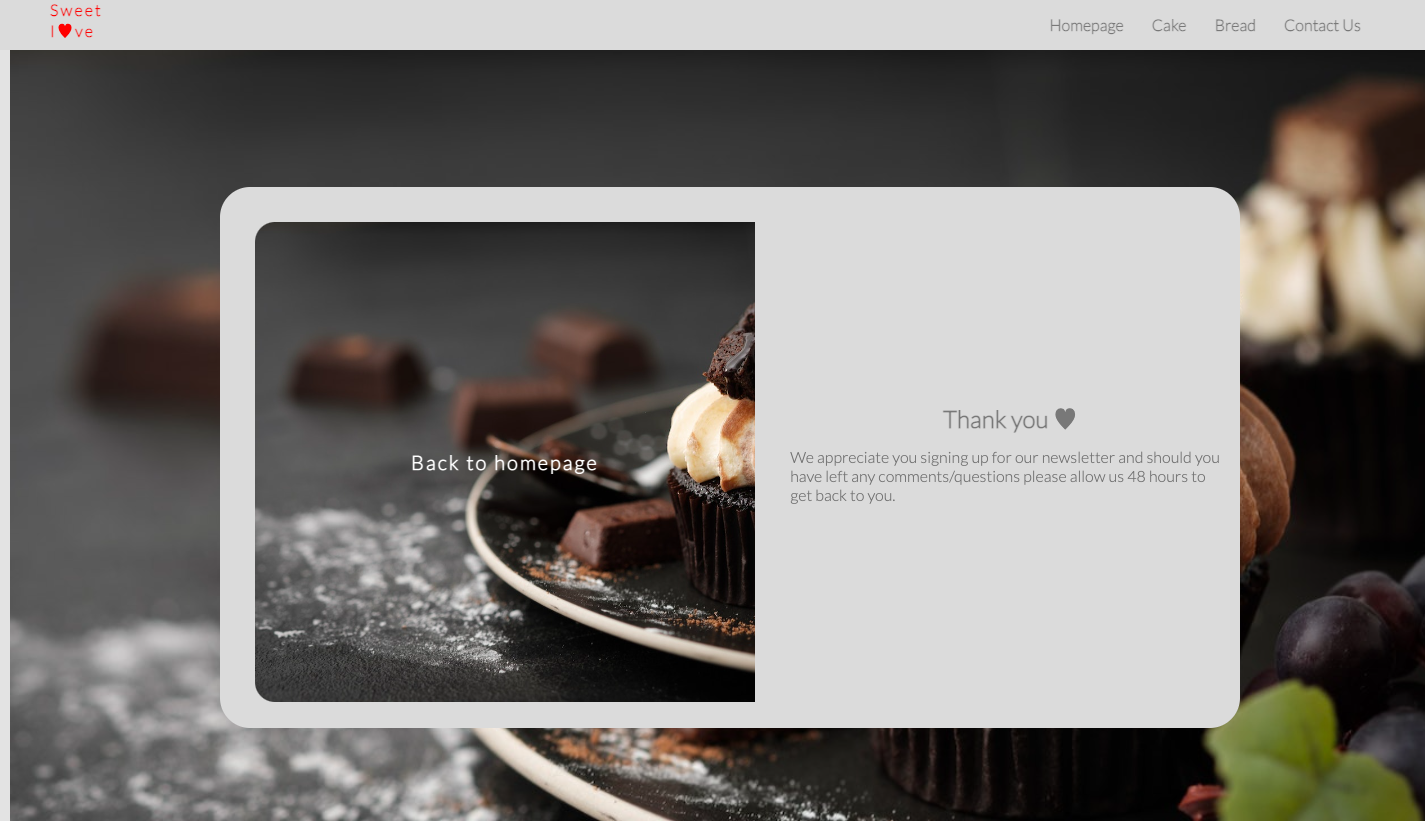 Sweet
l♥ve
Homepage Cake Bread Contact Us
Back to homepage
Thank you ♥
We appreciate you signing up for our newsletter and should you
have left any comments/questions please allow us 48 hours to
get back to you.